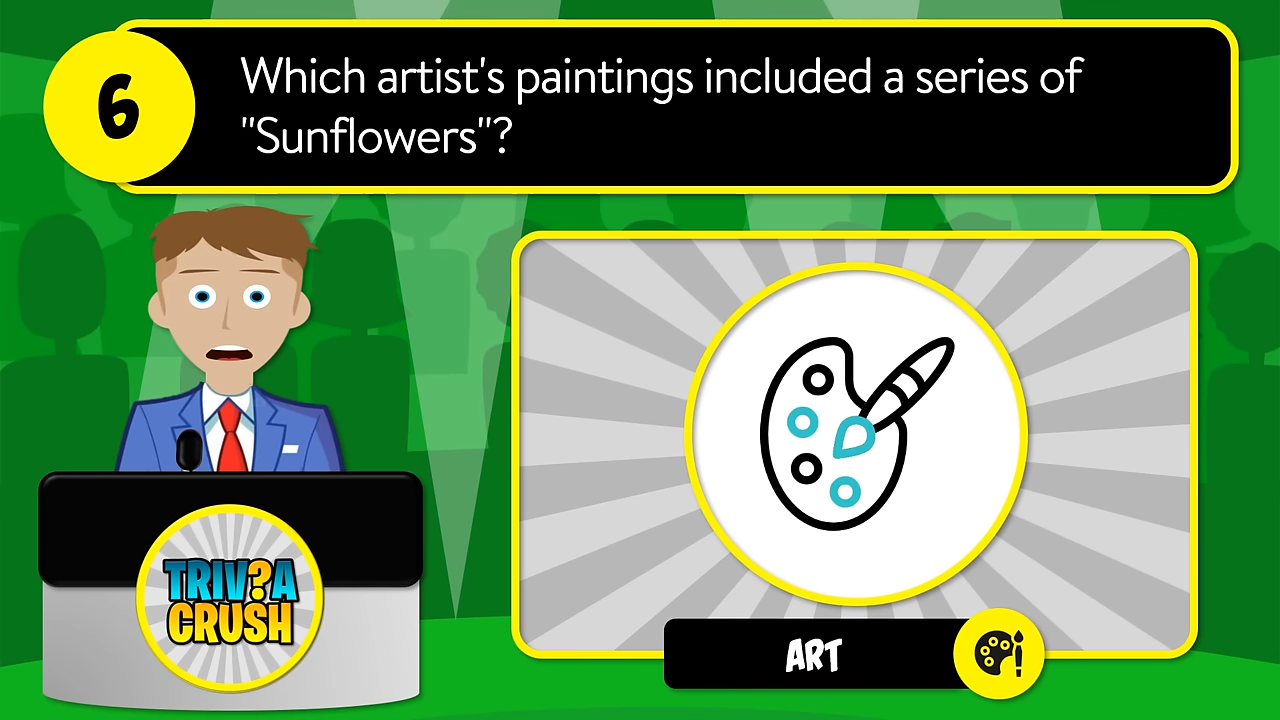 6
Which artist's paintings included a series of
"Sunflowers"?
TRIV?A
CRUSH
ART